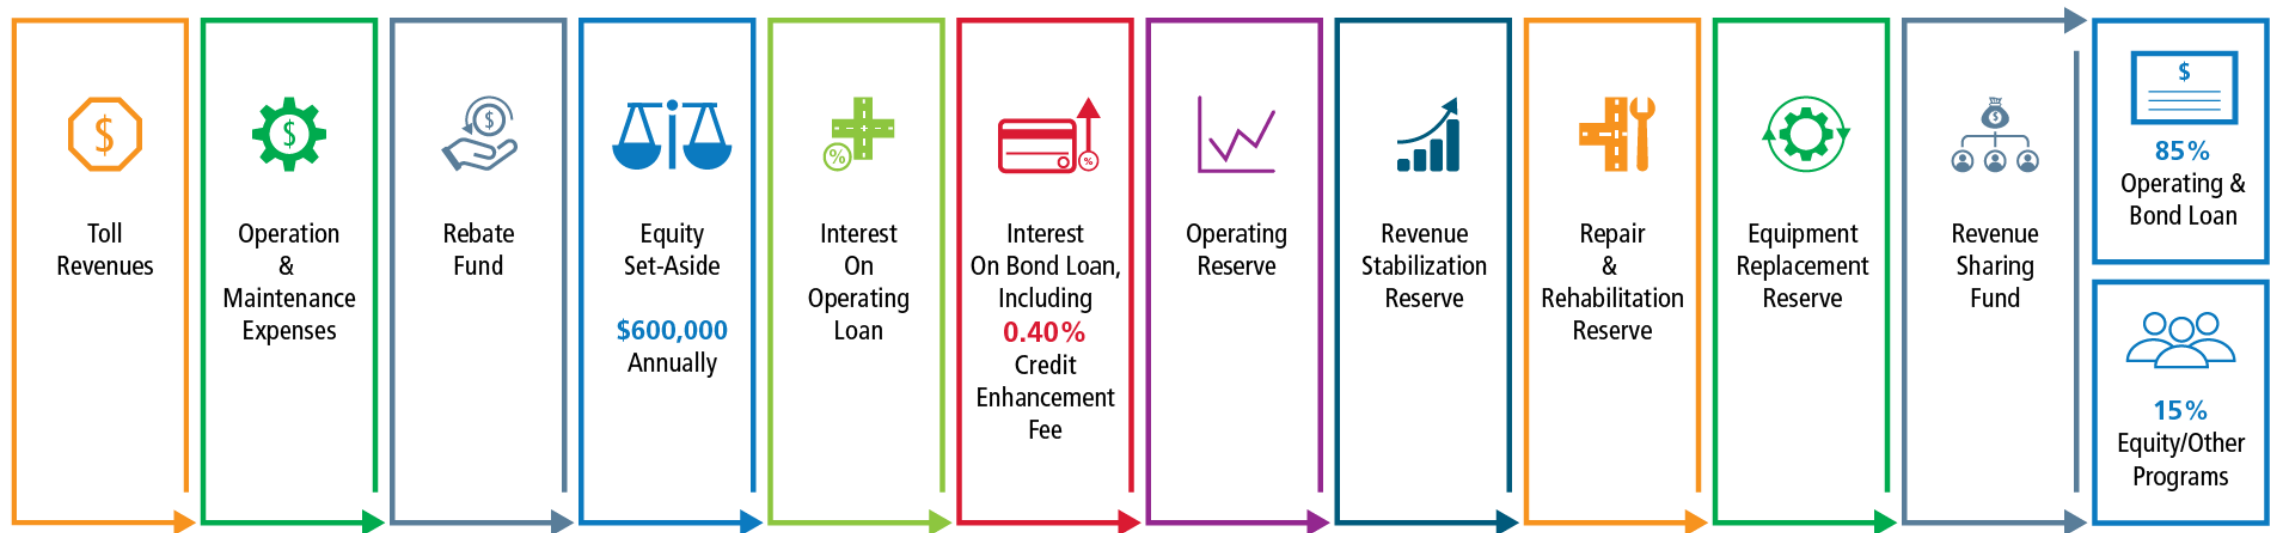 $
Toll
Revenues
$
Operation
&
Maintenance
Expenses
$
Rebate
Fund
Equity
Set-Aside
$600,000
Annually
%
Interest
On
Operating
Loan
%
Interest
On Bond Loan,
Including
0.40%
Credit
Enhancement
Fee
Operating
Reserve
Revenue
Stabilization
Reserve
Repair
&
Rehabilitation
Reserve
Equipment
Replacement
Reserve
$
Revenue
Sharing
Fund
$
85%
Operating &
Bond Loan
15%
Equity/Other
Programs